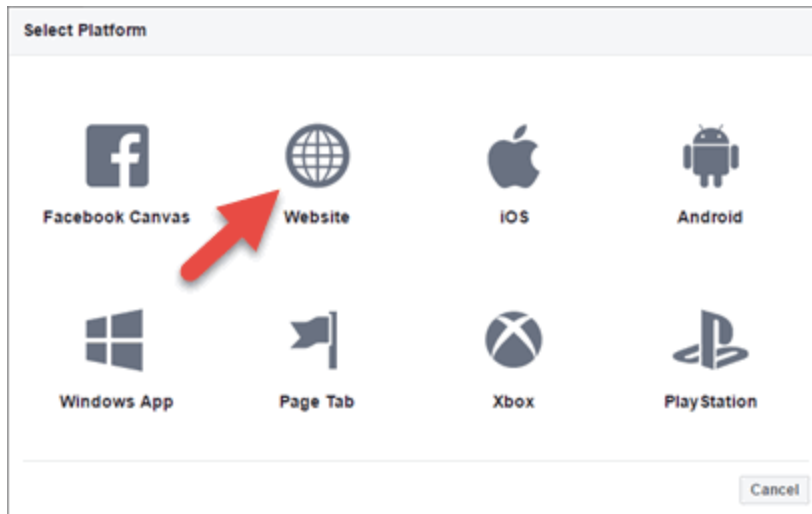 Select Platform
Facebook Canvas
Website
iOS
Android
Windows App
Page Tab
Xbox
PlayStation
Cancel